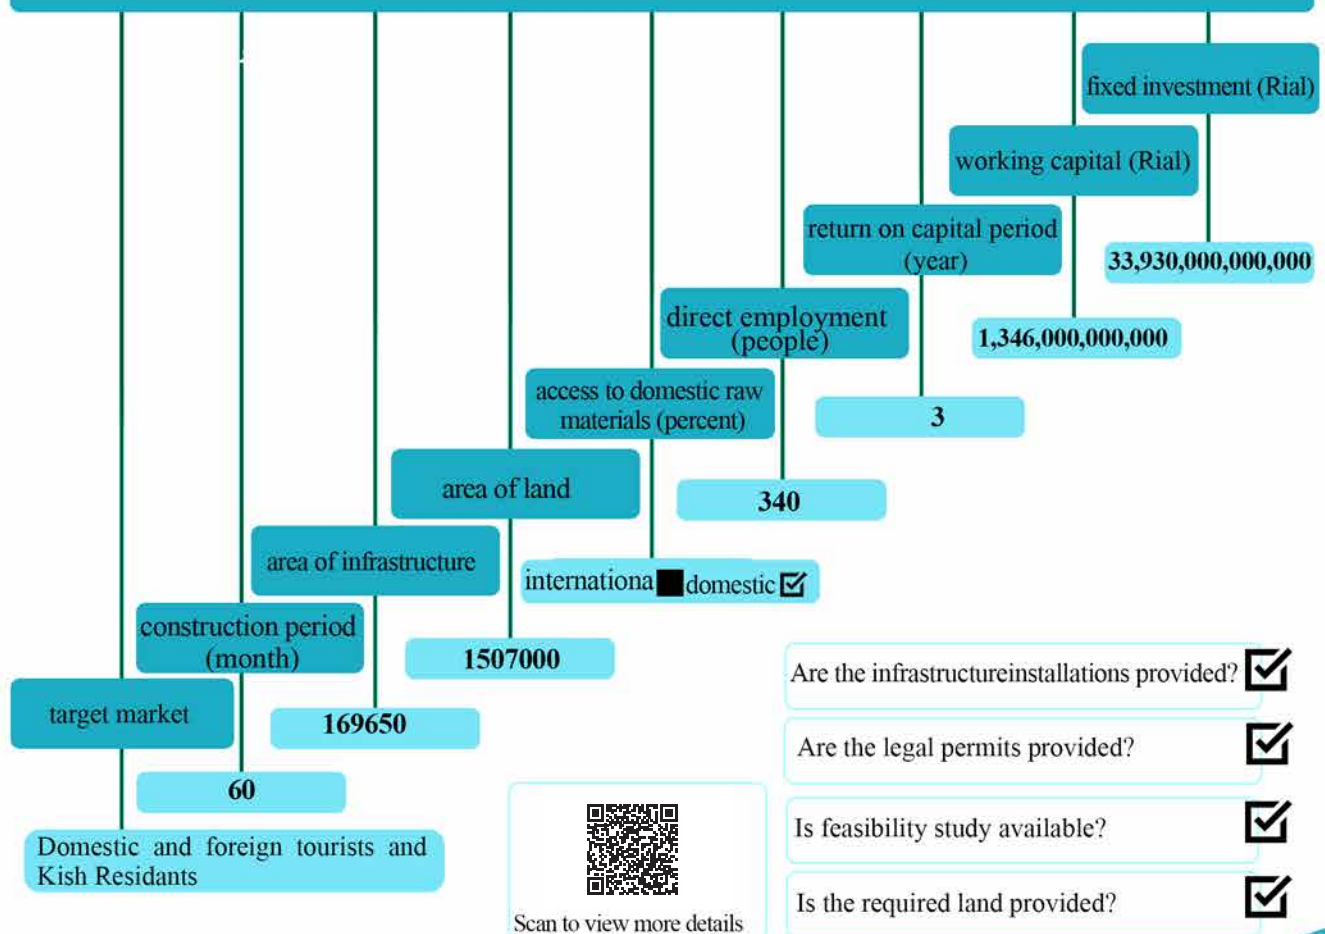 fixed investment (Rial)
33,930,000,000,000
working capital (Rial)
1,346,000,000,000
return on capital period
(year)
3
direct employment
(people)
340
access to domestic raw
materials (percent)
internationa domestic
area of land
1507000
area of infrastructure
169650
construction period
(month)
60
target market
Domestic and foreign tourists and
Kish Residants
Are the infrastructureinstallations provided?
Are the legal permits provided?
Is feasibility study available?
Is the required land provided?
Scan to view more details